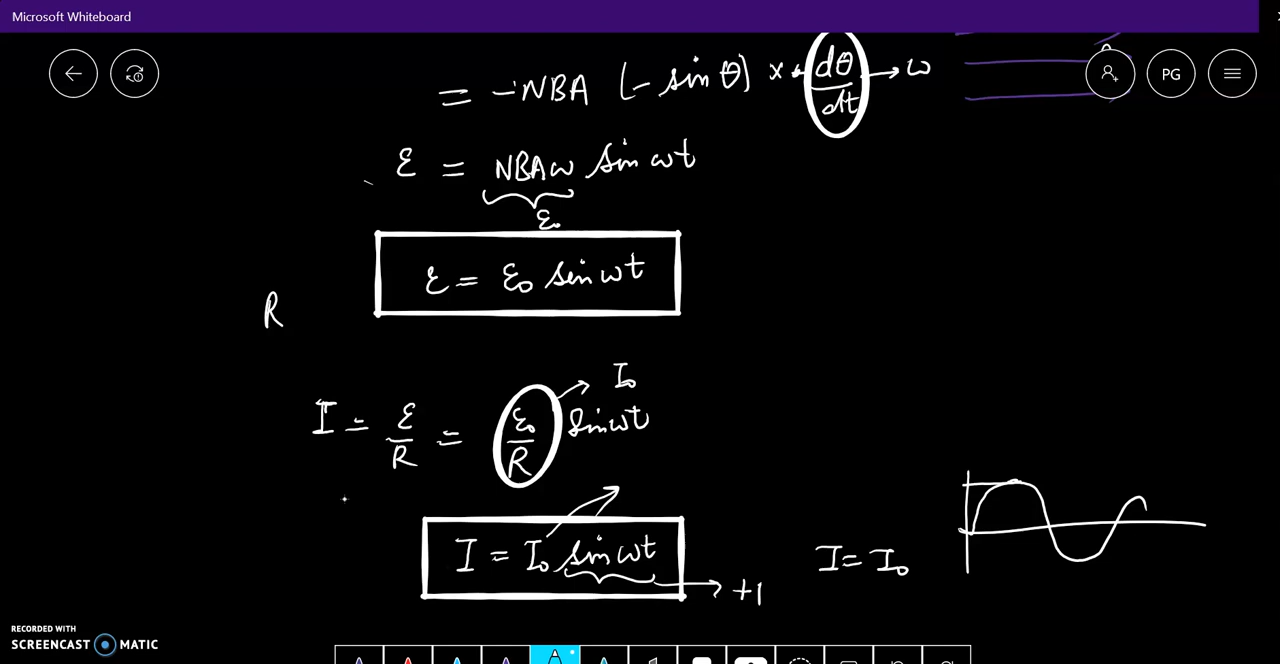 Microsoft Whiteboard
PG
= -NBA (- sinθ) × dθ/dt → ω
ε = NBAω sin ωt
ε₀
ε = ε₀ sin ωt
R
I₀
I = ε/R = ε₀/R sin ωt
I = I₀ sin ωt
→ +1
I = I₀
RECORDED WITH
SCREENCAST MATIC